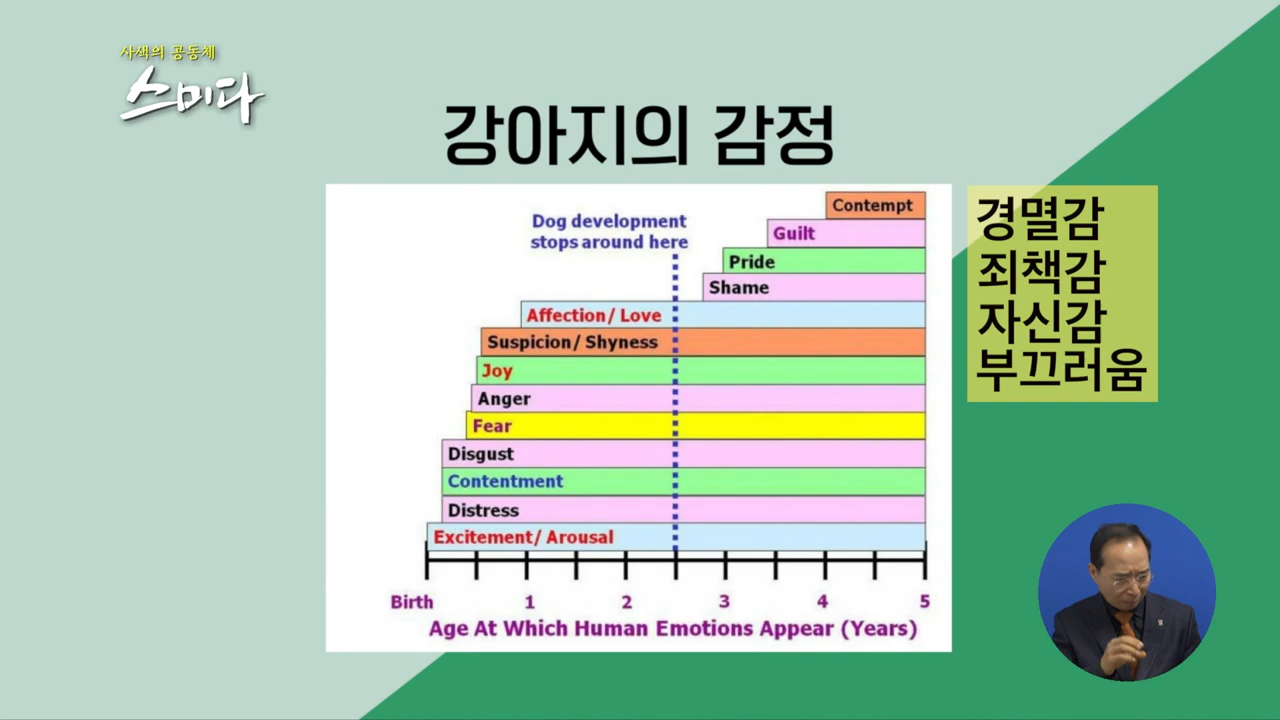 사색의 공동체
스미다
강아지의 감정
Dog development
stops around here
Contempt
Guilt
Pride
Shame
Affection/ Love
Suspicion/ Shyness
Joy
Anger
Fear
Disgust
Contentment
Distress
Excitement/ Arousal
Birth 1 2 3 4 5
Age At Which Human Emotions Appear (Years)
경멸감
죄책감
자신감
부끄러움